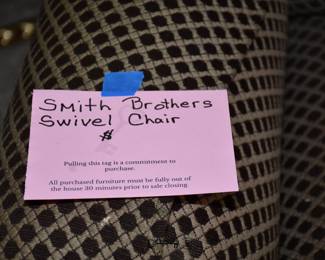 Smith Brothers
Swivel Chair
$
Pulling this tag is a commitment to
purchase.
All purchased furniture must be fully out of
the house 30 minutes prior to sale closing.